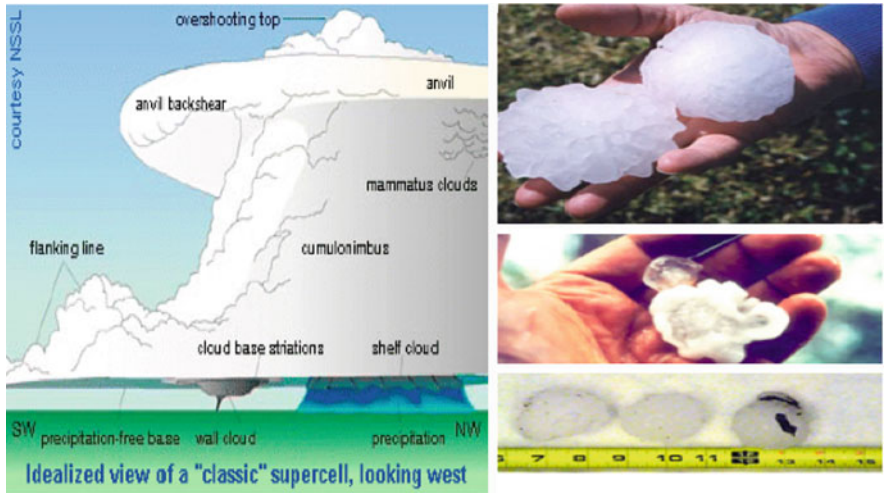 courtesy NSSL
overshooting top
anvil
anvil backshear
mammatus clouds
flanking line
cumulonimbus
cloud base striations
shelf cloud
SW
precipitation-free base
wall cloud
precipitation
NW
Idealized view of a "classic" supercell, looking west
7 8 9 10 11 13 14 15